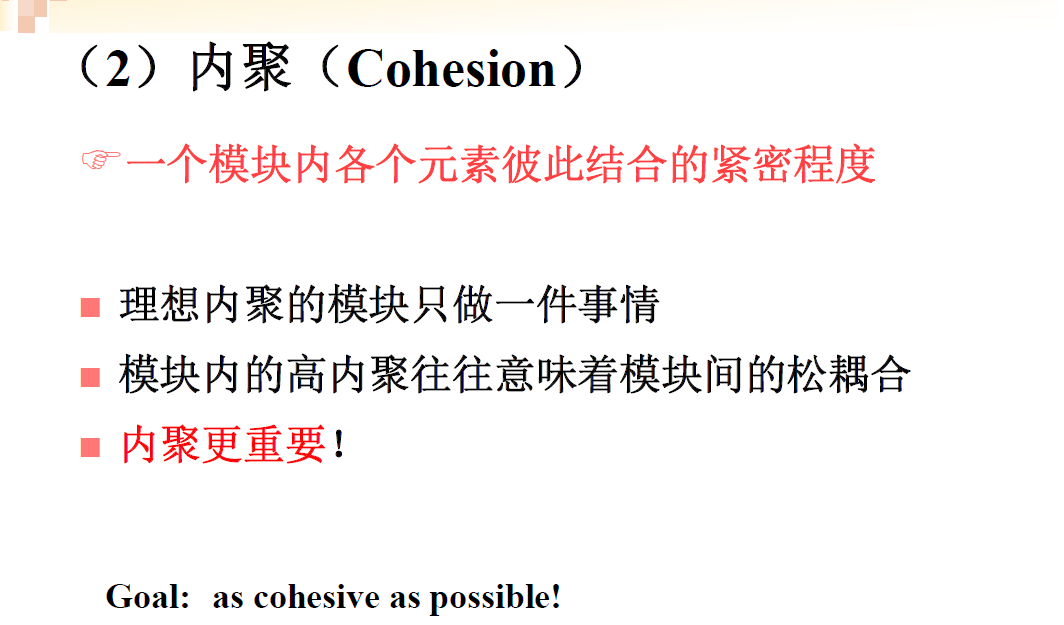 （2）内聚（Cohesion）
☞一个模块内各个元素彼此结合的紧密程度
■ 理想内聚的模块只做一件事情
■ 模块内的高内聚往往意味着模块间的松耦合
■ 内聚更重要！
Goal: as cohesive as possible!